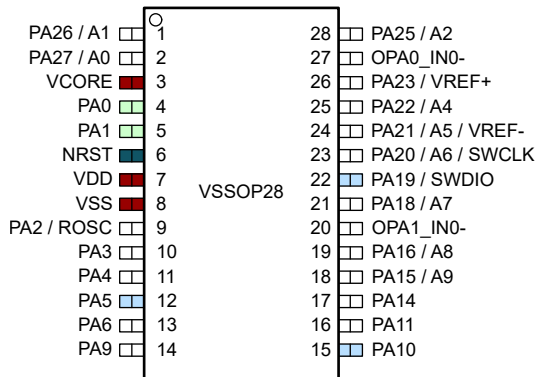 PA26 / A1 1 28 PA25 / A2
PA27 / A0 2 27 OPA0_IN0-
VCORE 3 26 PA23 / VREF+
PA0 4 25 PA22 / A4
PA1 5 24 PA21 / A5 / VREF-
NRST 6 23 PA20 / A6 / SWCLK
VDD 7 22 PA19 / SWDIO
VSSOP28
VSS 8 21 PA18 / A7
PA2 / ROSC 9 20 OPA1_IN0-
PA3 10 19 PA16 / A8
PA4 11 18 PA15 / A9
PA5 12 17 PA14
PA6 13 16 PA11
PA9 14 15 PA10